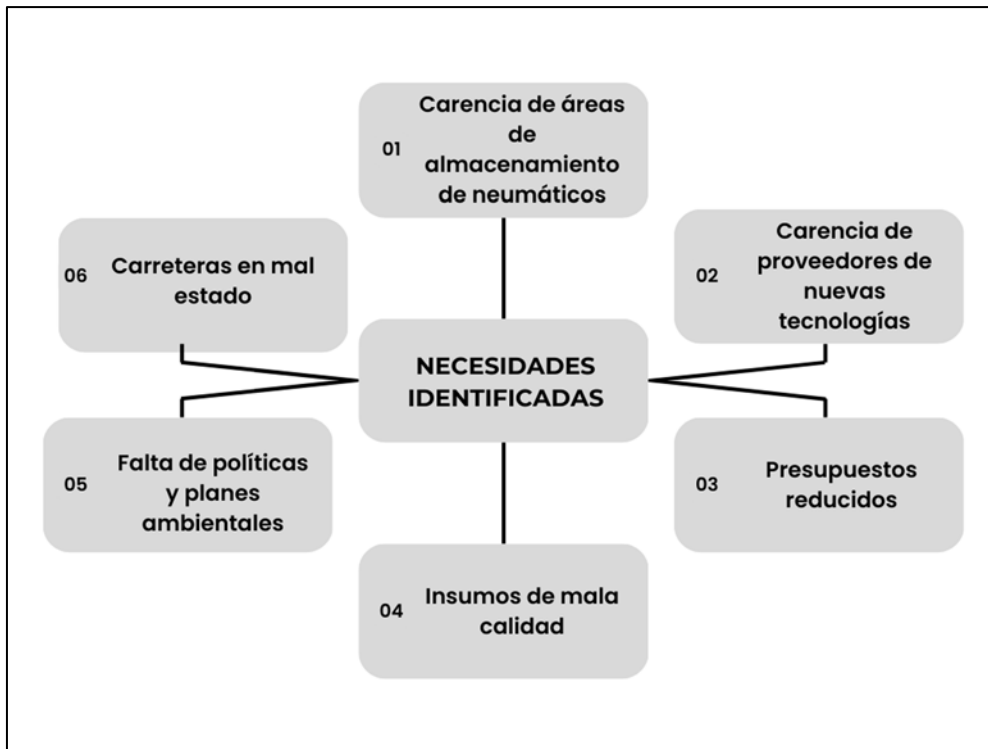 01
Carencia de áreas
de
almacenamiento
de neumáticos
02
Carencia de
proveedores de
nuevas
tecnologías
06
Carreteras en mal
estado
NECESIDADES
IDENTIFICADAS
05
Falta de políticas
y planes
ambientales
03
Presupuestos
reducidos
04
Insumos de mala
calidad